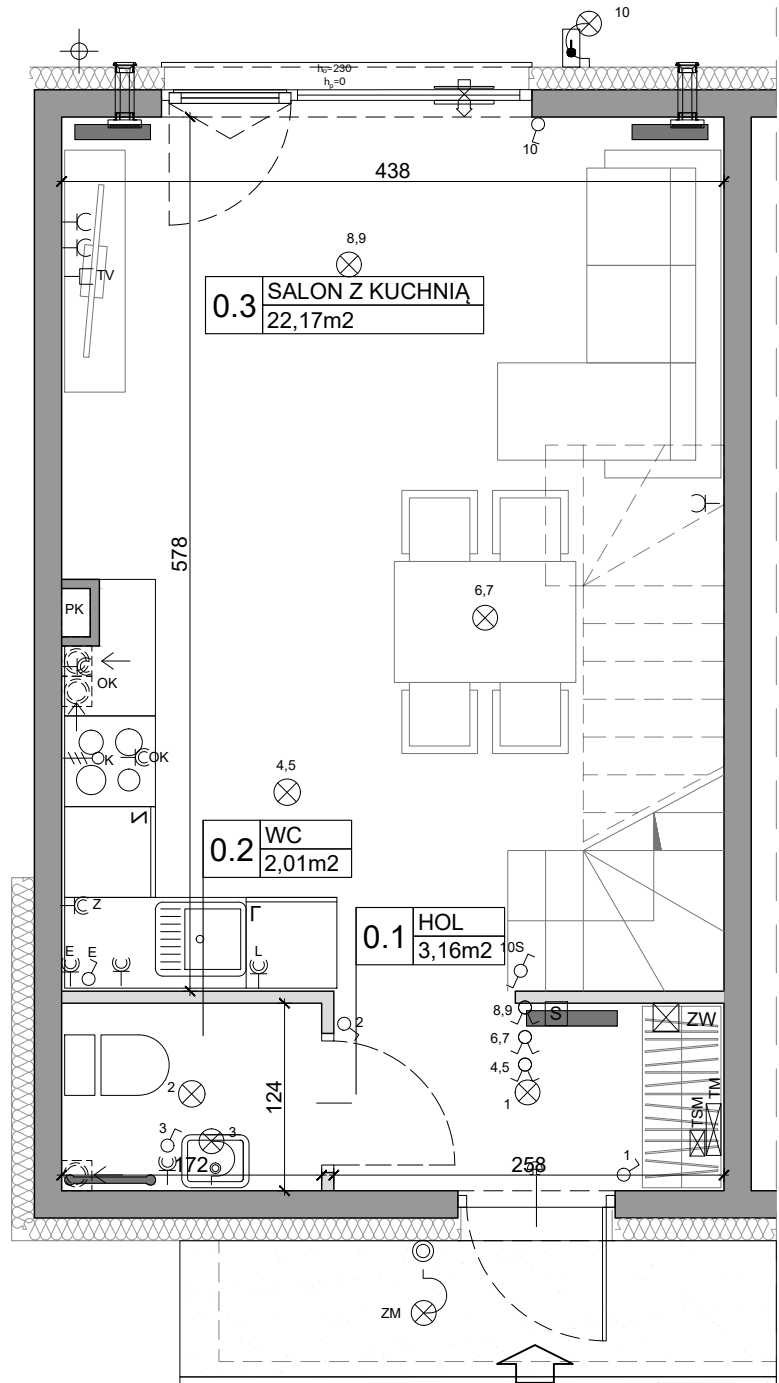 10
h₀=230
hₚ=0
10
438
8,9
TV
0.3 SALON Z KUCHNIĄ
22,17m2
578
PK
6,7
OK
OK
4,5
0.2 WC
2,01m2
Z
0.1 HOL
3,16m2
E E L
10S
8,9
S
ZW
2
6,7
4,5
2
124
1
TSM
TM
3
3
172
258
1
ZM